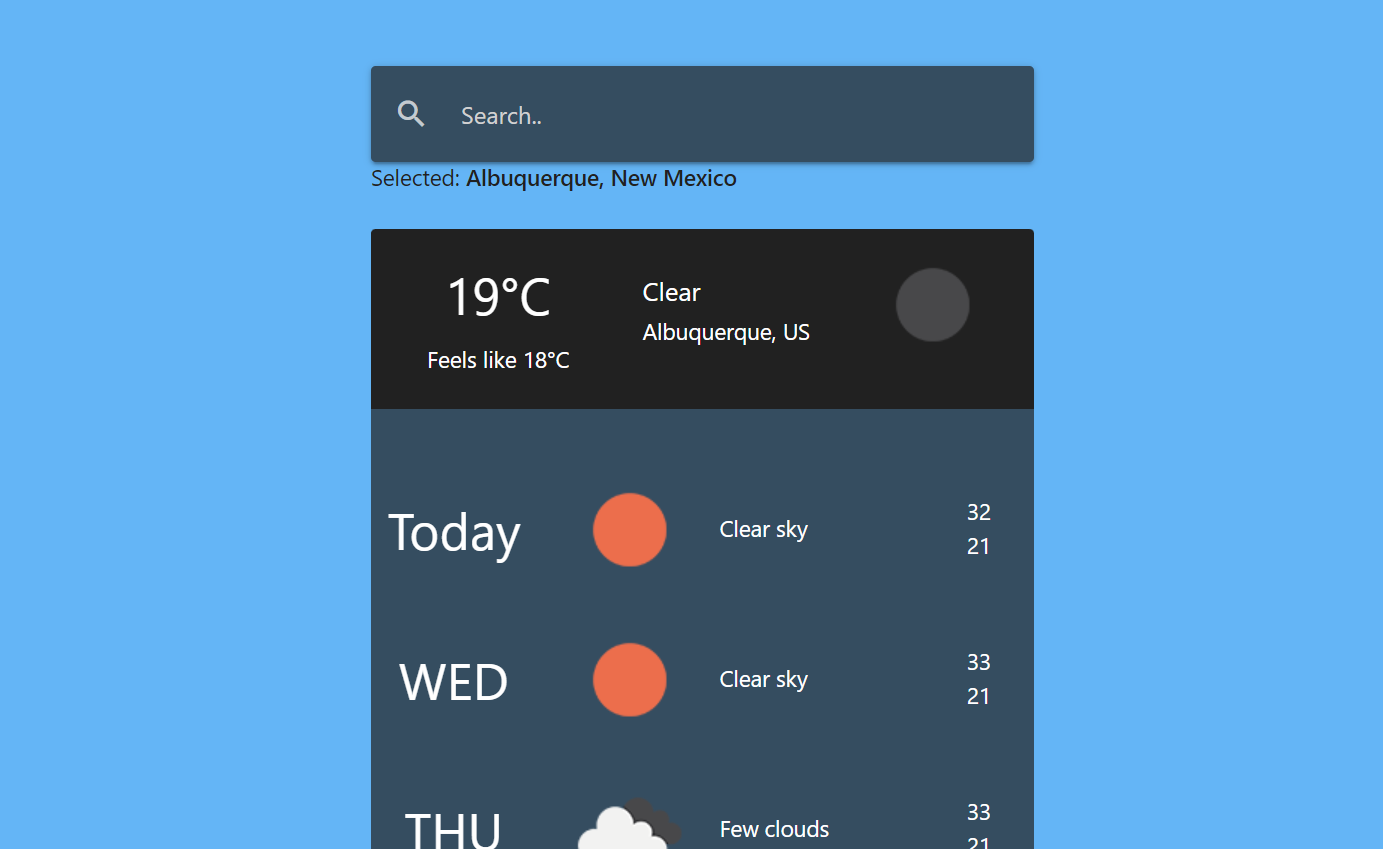 Search..
Selected: Albuquerque, New Mexico
19°C
Feels like 18°C
Clear
Albuquerque, US
Today
Clear sky
32
21
WED
Clear sky
33
21
THU
Few clouds
33
21